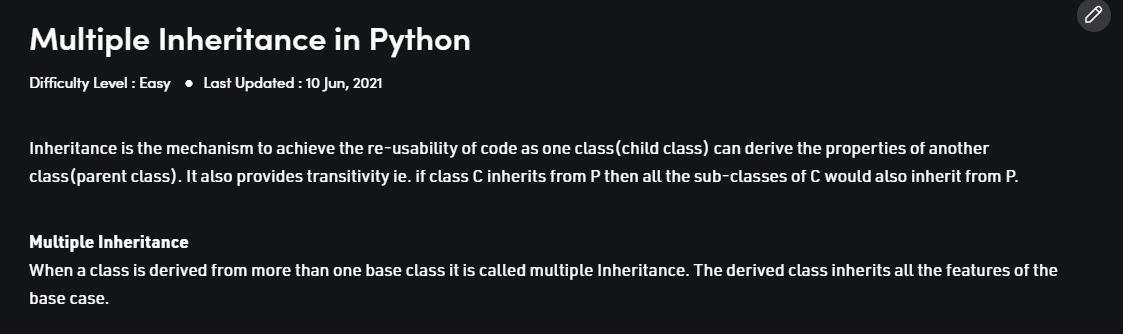 Multiple Inheritance in Python
Difficulty Level : Easy ● Last Updated : 10 Jun, 2021
Inheritance is the mechanism to achieve the re-usability of code as one class(child class) can derive the properties of another
class(parent class). It also provides transitivity ie. if class C inherits from P then all the sub-classes of C would also inherit from P.
Multiple Inheritance
When a class is derived from more than one base class it is called multiple Inheritance. The derived class inherits all the features of the
base case.